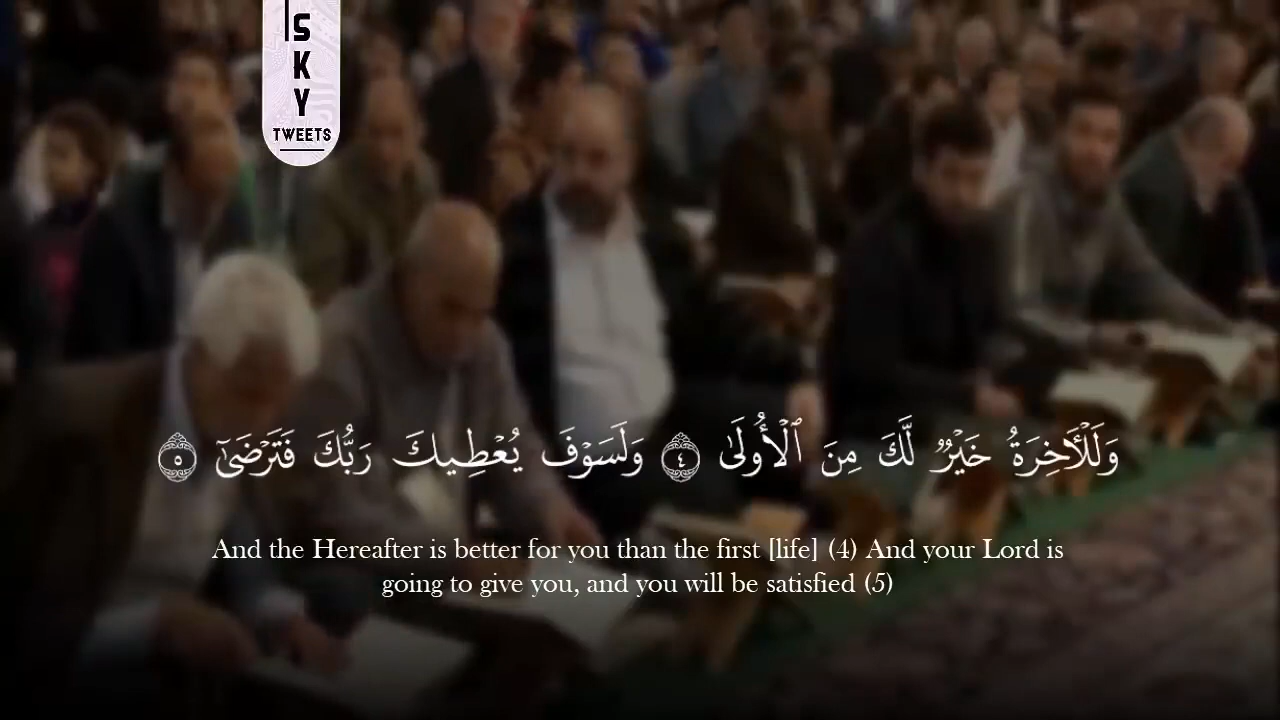 S
K
Y
TWEETS
وَلَلْـَٔاخِرَةُ خَيْرٌ لَّكَ مِنَ ٱلْأُولَىٰ ٤ وَلَسَوْفَ يُعْطِيكَ رَبُّكَ فَتَرْضَىٰٓ ٥
And the Hereafter is better for you than the first [life] (4) And your Lord is
going to give you, and you will be satisfied (5)